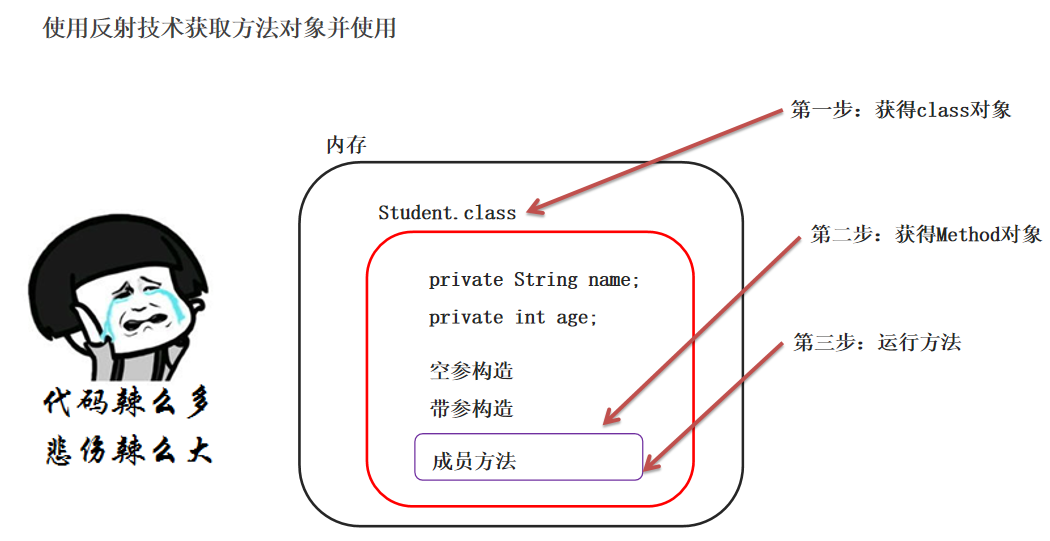 使用反射技术获取方法对象并使用
第一步：获得class对象
内存
Student.class
第二步：获得Method对象
private String name;
private int age;
第三步：运行方法
空参构造
带参构造
成员方法
代码辣么多
悲伤辣么大